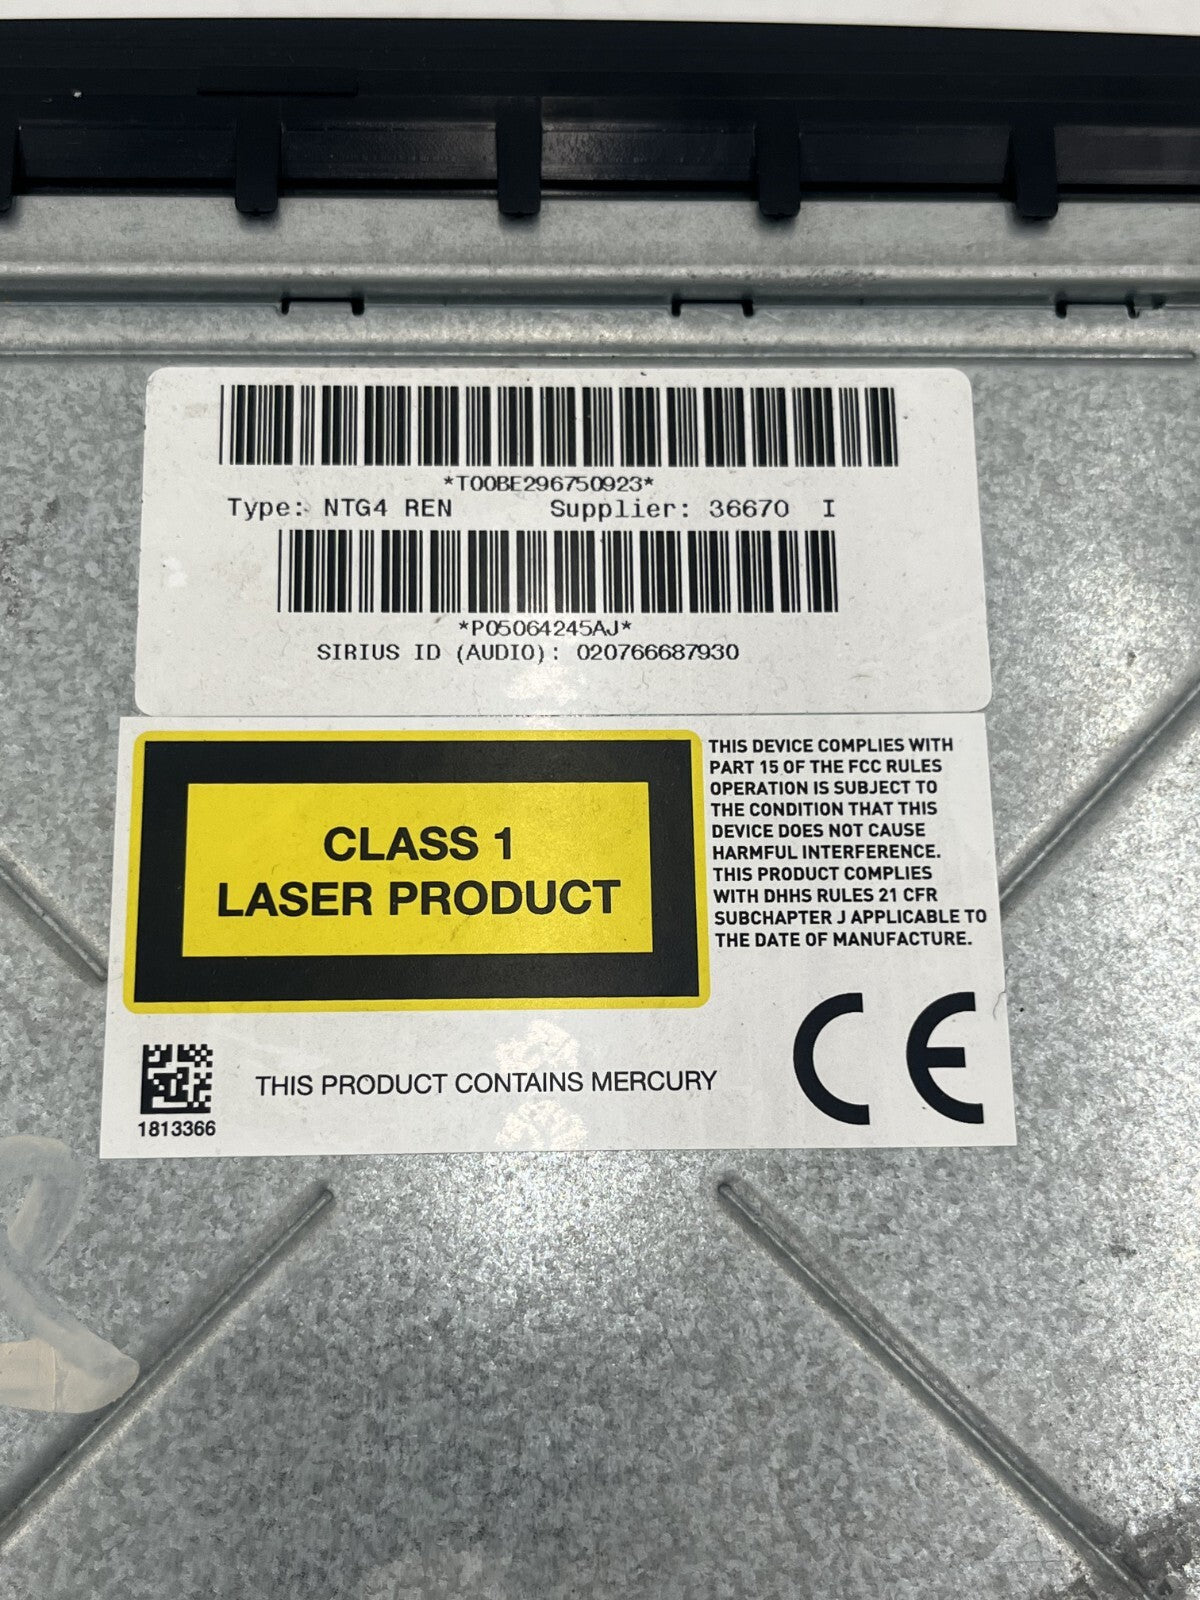 *T00BE296750923*
Type: NTG4 REN Supplier: 36670 I
*P05064245AJ*
SIRIUS ID (AUDIO): 020766687930
CLASS 1
LASER PRODUCT
THIS DEVICE COMPLIES WITH
PART 15 OF THE FCC RULES
OPERATION IS SUBJECT TO
THE CONDITION THAT THIS
DEVICE DOES NOT CAUSE
HARMFUL INTERFERENCE.
THIS PRODUCT COMPLIES
WITH DHHS RULES 21 CFR
SUBCHAPTER J APPLICABLE TO
THE DATE OF MANUFACTURE.
THIS PRODUCT CONTAINS MERCURY
CE
1813366